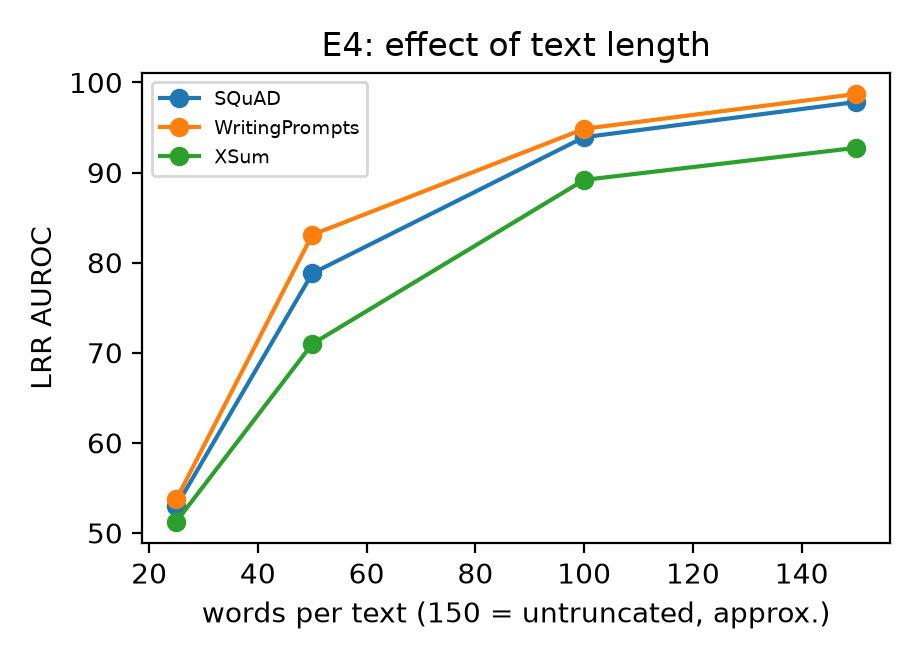 E4: effect of text length
100
90
80
70
60
50
LRR AUROC
SQuAD
WritingPrompts
XSum
20 40 60 80 100 120 140
words per text (150 = untruncated, approx.)